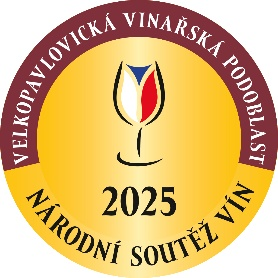 VELKOPAVLOVICKÁ VINAŘSKÁ PODOBLAST
2025
NÁRODNÍ SOUTĚŽ VÍN